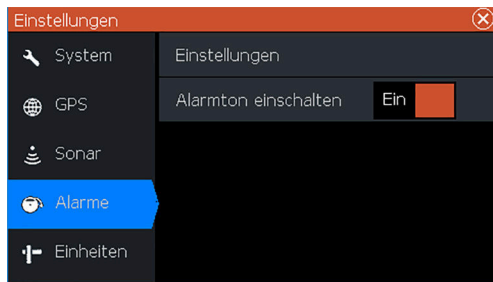 Einstellungen
System
GPS
Sonar
Alarme
Einheiten
Einstellungen
Alarmton einschalten Ein